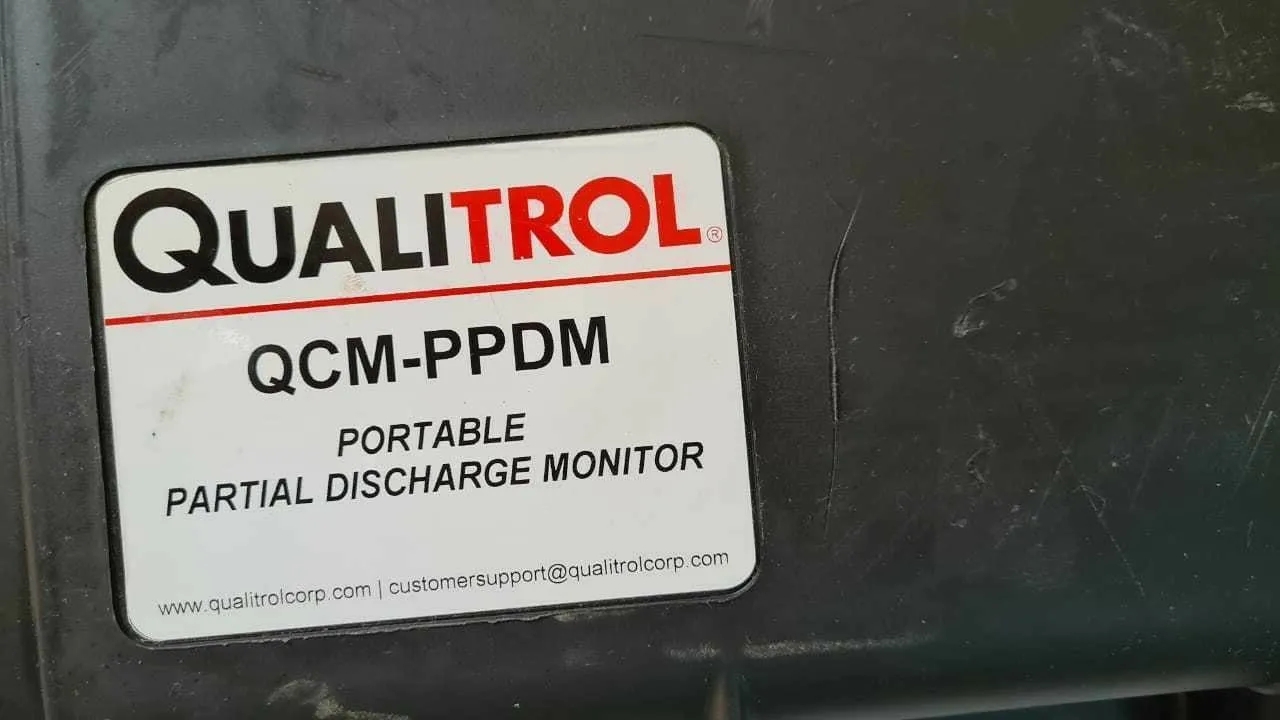 QUALITROL®
QCM-PPDM
PORTABLE
PARTIAL DISCHARGE MONITOR
www.qualitrolcorp.com | customersupport@qualitrolcorp.com